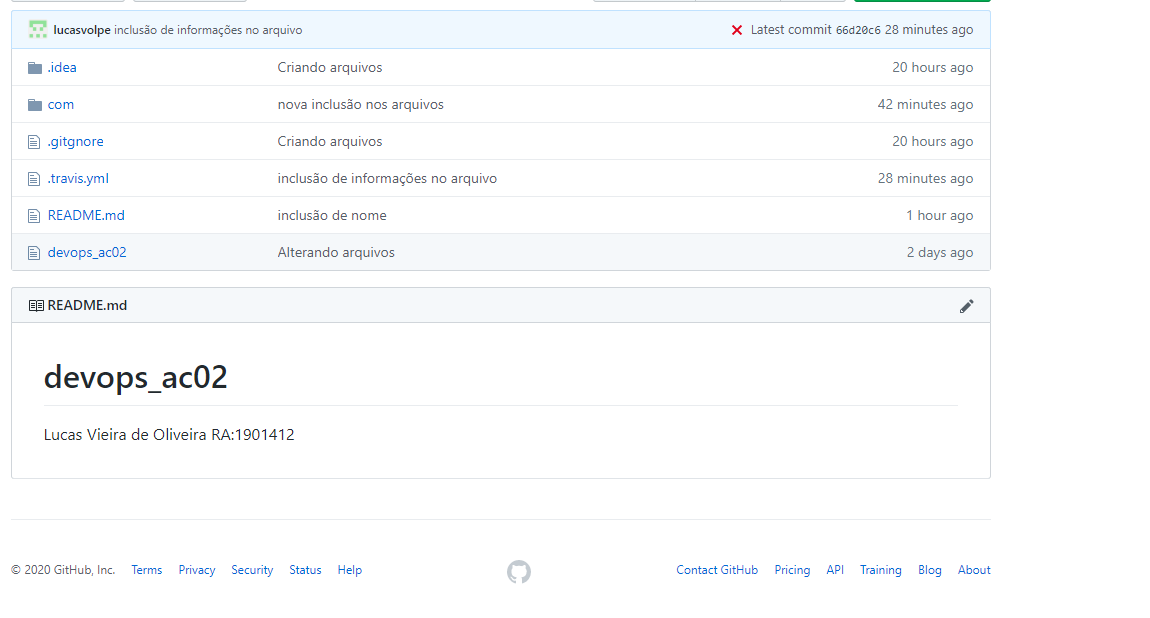 lucasvolpe inclusão de informações no arquivo Latest commit 66d20c6 28 minutes ago
.idea Criando arquivos 20 hours ago
com nova inclusão nos arquivos 42 minutes ago
.gitgnore Criando arquivos 20 hours ago
.travis.yml inclusão de informações no arquivo 28 minutes ago
README.md inclusão de nome 1 hour ago
devops_ac02 Alterando arquivos 2 days ago
README.md
devops_ac02
Lucas Vieira de Oliveira RA:1901412
© 2020 GitHub, Inc. Terms Privacy Security Status Help Contact GitHub Pricing API Training Blog About